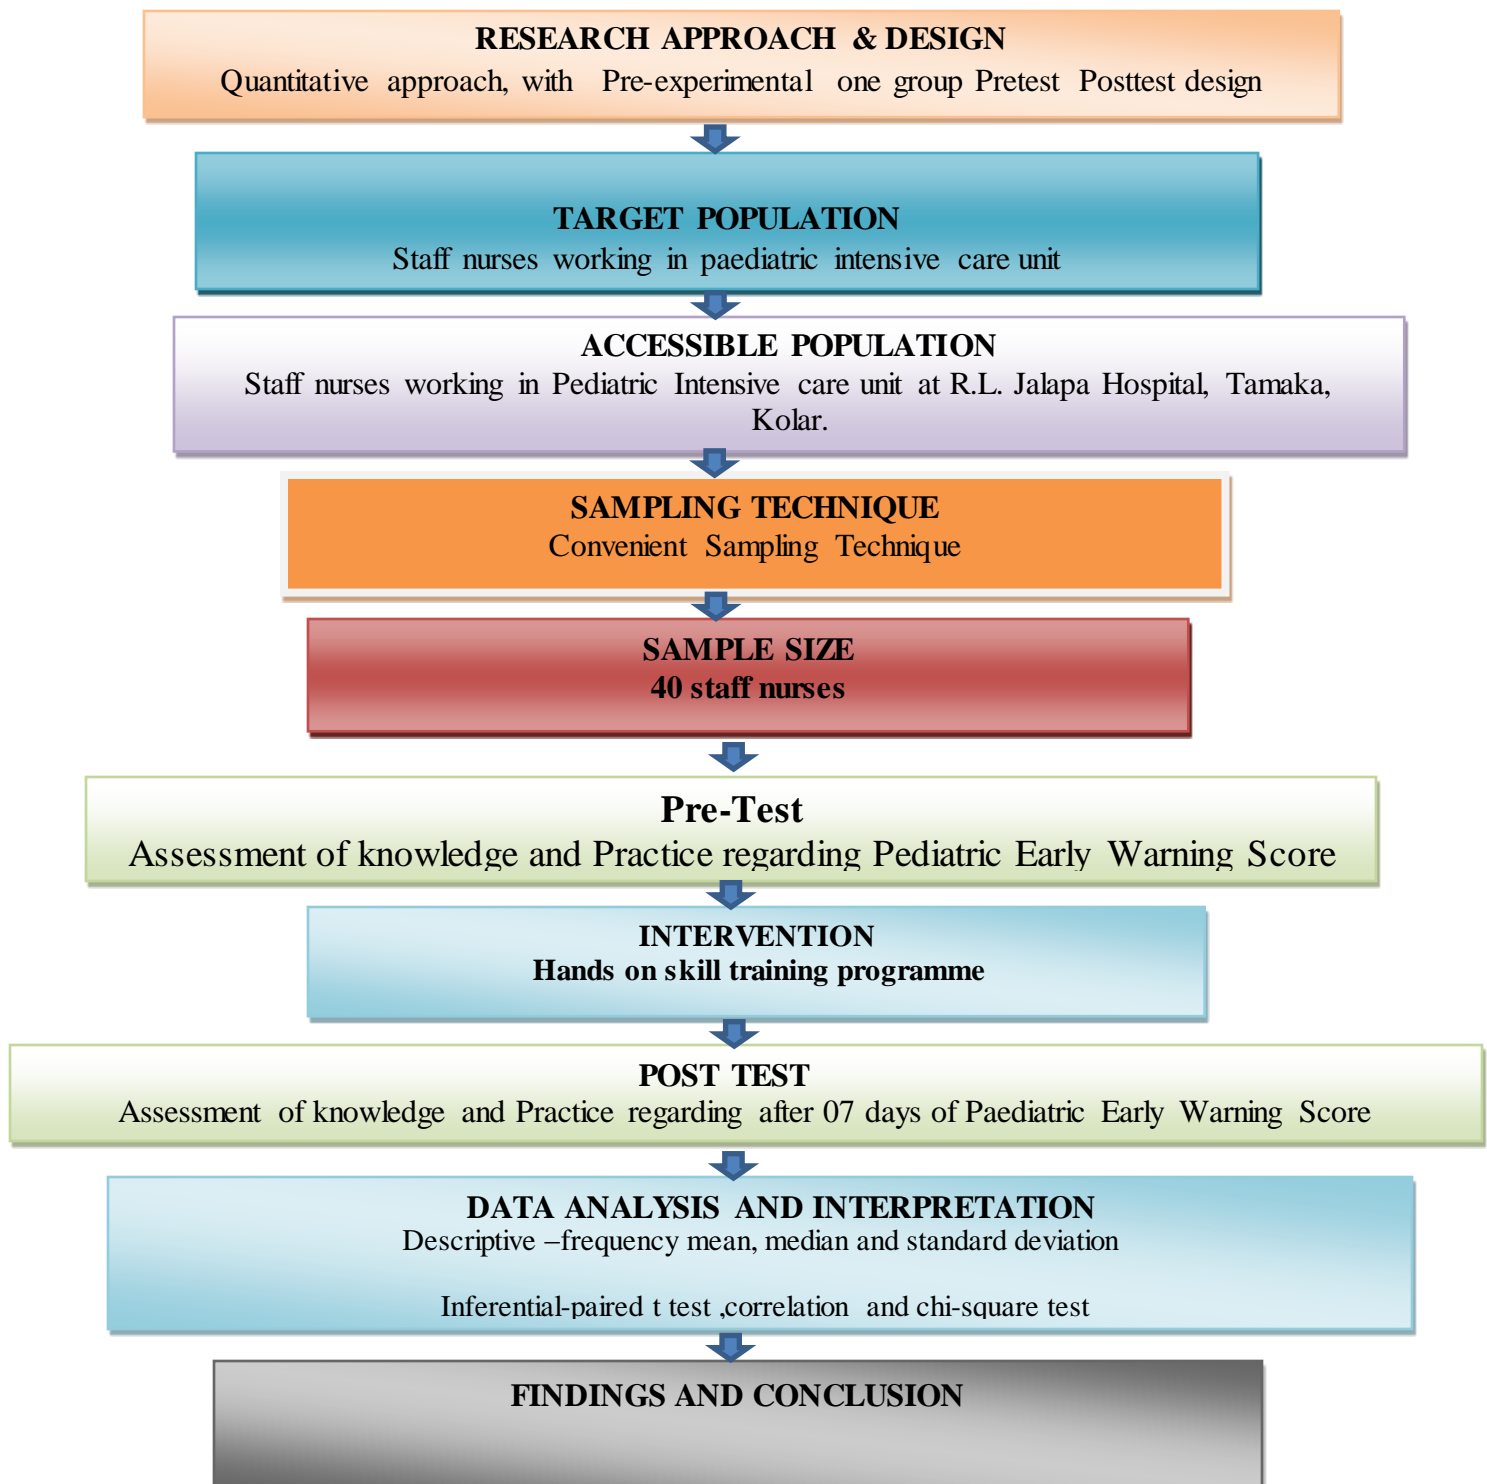 RESEARCH APPROACH & DESIGN
Quantitative approach, with Pre-experimental one group Pretest Posttest design
TARGET POPULATION
Staff nurses working in paediatric intensive care unit
ACCESSIBLE POPULATION
Staff nurses working in Pediatric Intensive care unit at R.L. Jalapa Hospital, Tamaka,
Kolar.
SAMPLING TECHNIQUE
Convenient Sampling Technique
SAMPLE SIZE
40 staff nurses
Pre-Test
Assessment of knowledge and Practice regarding Pediatric Early Warning Score
INTERVENTION
Hands on skill training programme
POST TEST
Assessment of knowledge and Practice regarding after 07 days of Paediatric Early Warning Score
DATA ANALYSIS AND INTERPRETATION
Descriptive –frequency mean, median and standard deviation
Inferential-paired t test ,correlation and chi-square test
FINDINGS AND CONCLUSION